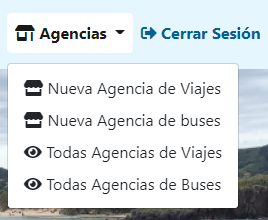 Agencias Cerrar Sesión
Nueva Agencia de Viajes
Nueva Agencia de buses
Todas Agencias de Viajes
Todas Agencias de Buses